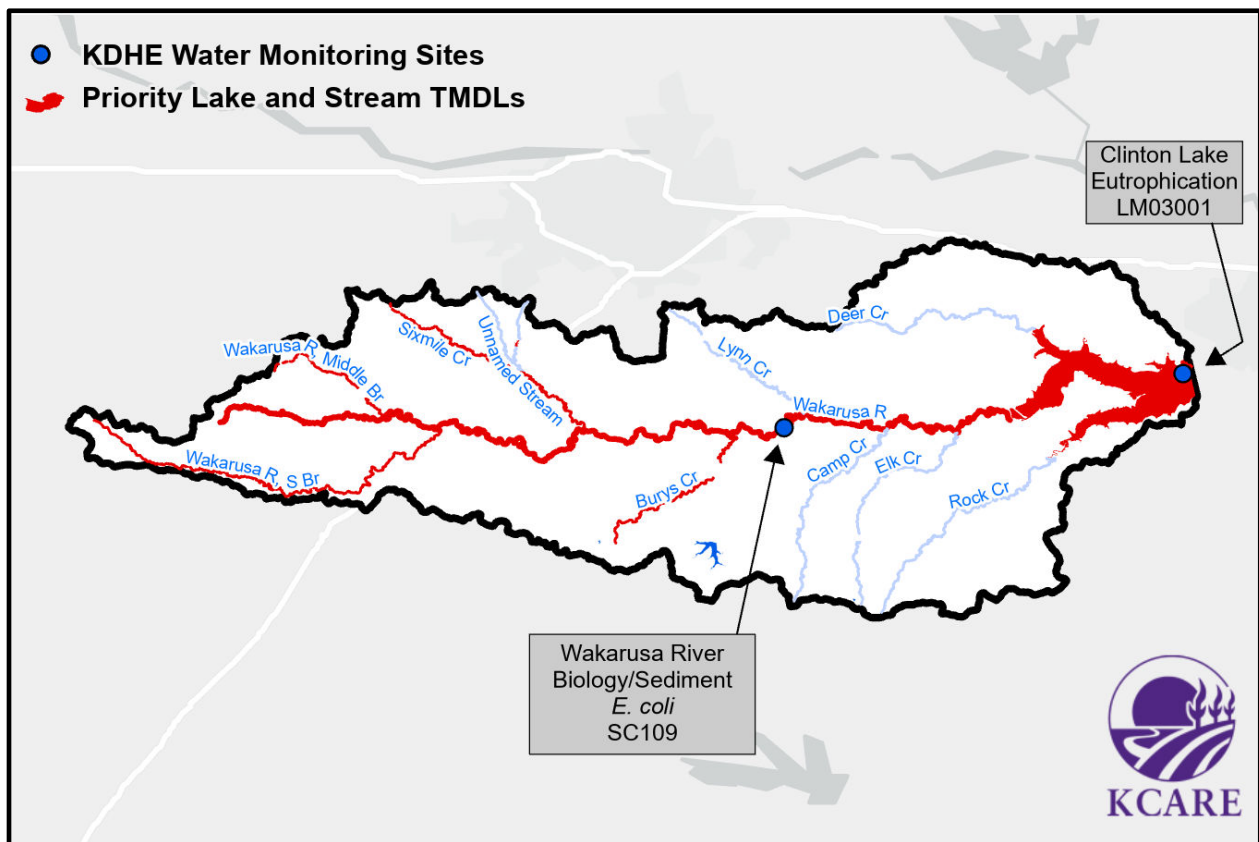 KDHE Water Monitoring Sites
Priority Lake and Stream TMDLs
Clinton Lake
Eutrophication
LM03001
Deer Cr
Sixmile Cr
Unnamed Stream
Wakarusa R, Middle Br
Lynn Cr
Wakarusa R
Camp Cr
Elk Cr
Wakarusa R, S Br
Burys Cr
Rock Cr
Wakarusa River
Biology/Sediment
E. coli
SC109
KCARE